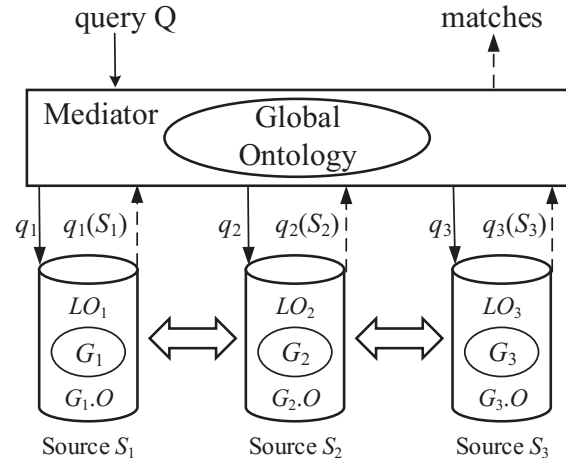 query Q matches
Mediator
Global
Ontology
q1 q1(S1) q2 q2(S2) q3 q3(S3)
LO1 LO2 LO3
G1 G2 G3
G1.O G2.O G3.O
Source S1 Source S2 Source S3